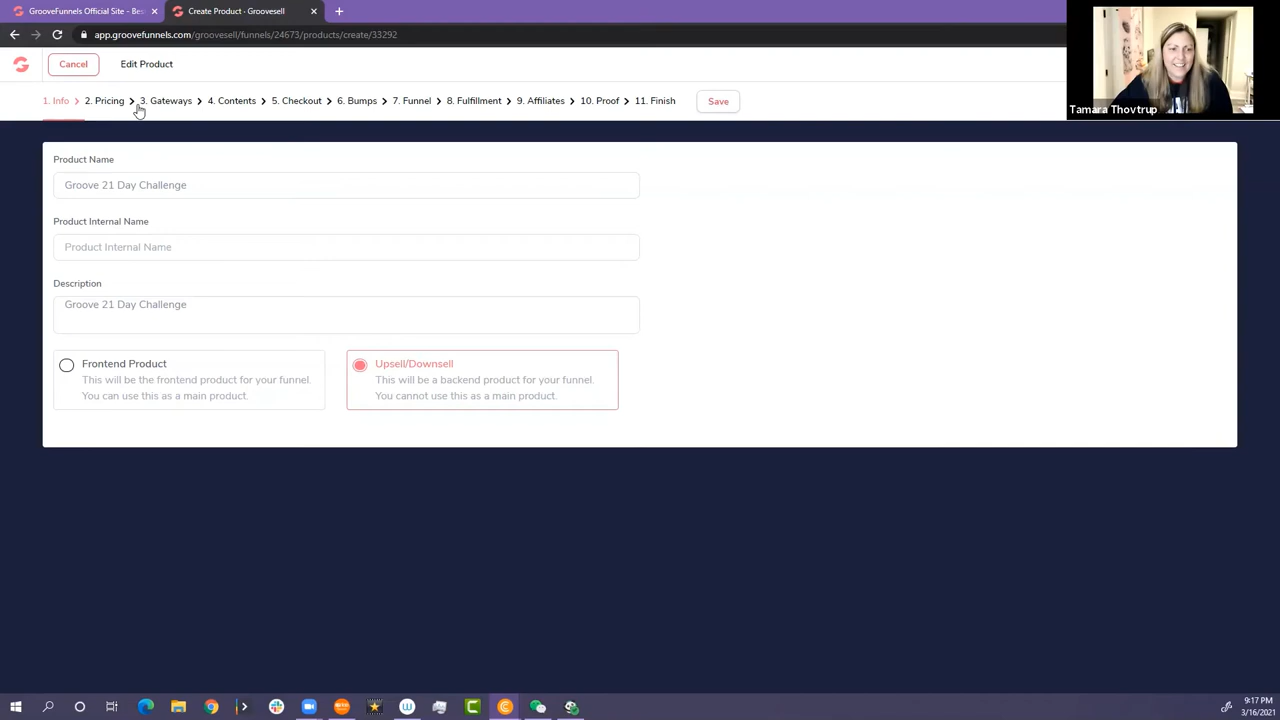 GrooveFunnels Official Site - Bes
Create Product - Groovesell
app.groovefunnels.com/groovesell/funnels/24673/products/create/33292
Cancel
Edit Product
1. Info
2. Pricing
3. Gateways
4. Contents
5. Checkout
6. Bumps
7. Funnel
8. Fulfillment
9. Affiliates
10. Proof
11. Finish
Save
Tamara Thovtrup
Product Name
Groove 21 Day Challenge
Product Internal Name
Product Internal Name
Description
Groove 21 Day Challenge
Frontend Product
This will be the frontend product for your funnel.
You can use this as a main product.
Upsell/Downsell
This will be a backend product for your funnel.
You cannot use this as a main product.
9:17 PM
3/16/2021